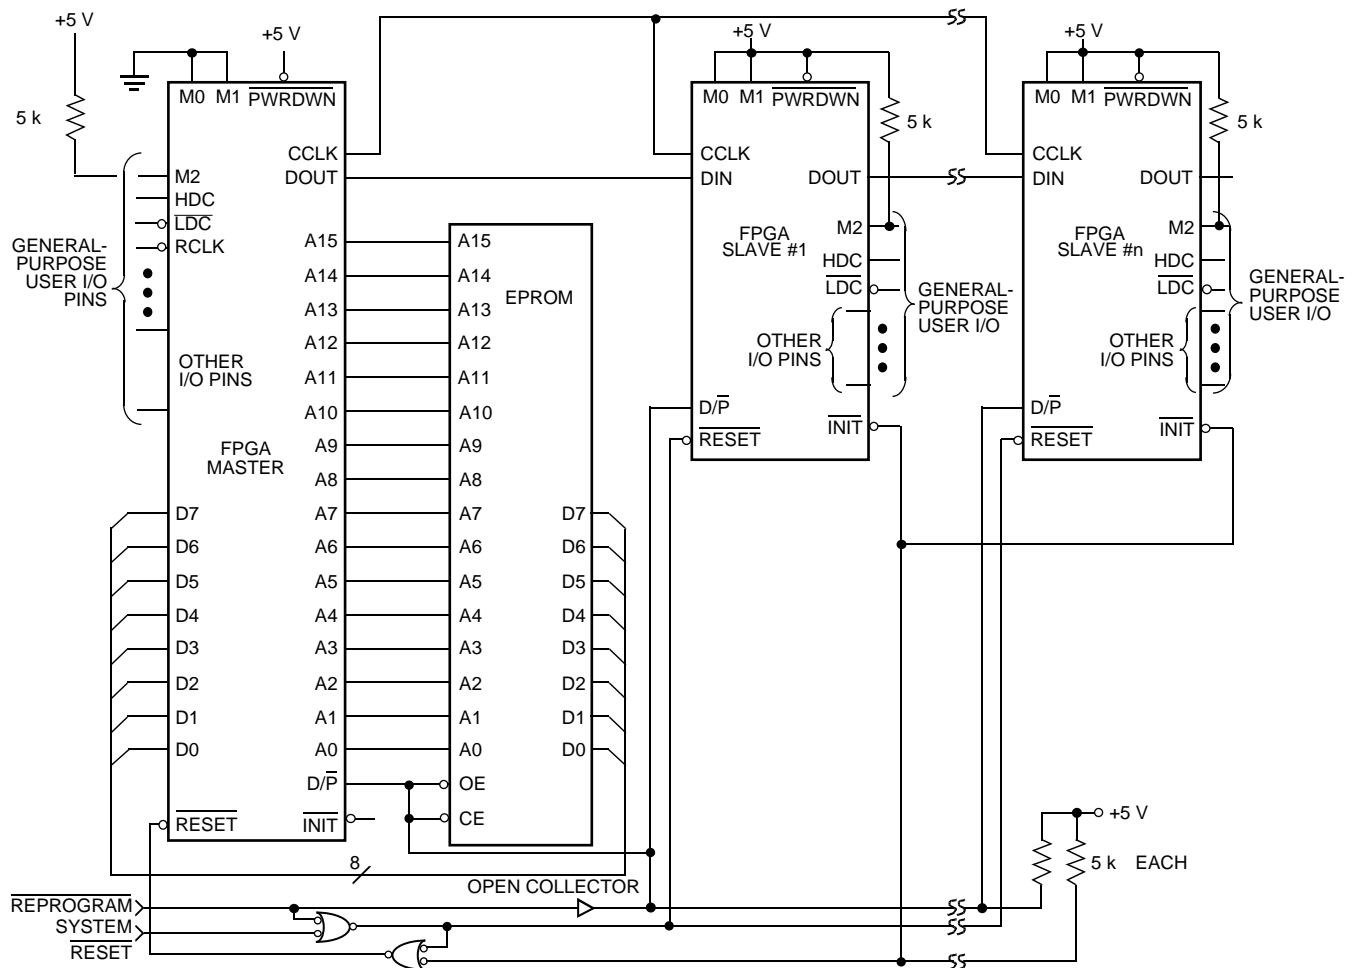 +5 V
5 k
+5 V
M0 M1 PWRDWN
CCLK
DOUT
M2
HDC
LDC
RCLK
GENERAL-
PURPOSE
USER I/O
PINS
OTHER
I/O PINS
FPGA
MASTER
A15
A14
A13
A12
A11
A10
A9
A8
A7
A6
A5
A4
A3
A2
A1
A0
D/P
INIT
D7
D6
D5
D4
D3
D2
D1
D0
RESET
EPROM
A15
A14
A13
A12
A11
A10
A9
A8
A7
A6
A5
A4
A3
A2
A1
A0
OE
CE
D7
D6
D5
D4
D3
D2
D1
D0
8
+5 V
M0 M1 PWRDWN
5 k
CCLK
DIN
DOUT
FPGA
SLAVE #1
M2
HDC
LDC
GENERAL-
PURPOSE
USER I/O
OTHER
I/O PINS
D/P
RESET
INIT
+5 V
M0 M1 PWRDWN
5 k
CCLK
DIN
DOUT
FPGA
SLAVE #n
M2
HDC
LDC
GENERAL-
PURPOSE
USER I/O
OTHER
I/O PINS
D/P
RESET
INIT
+5 V
5 k EACH
OPEN COLLECTOR
REPROGRAM
SYSTEM
RESET